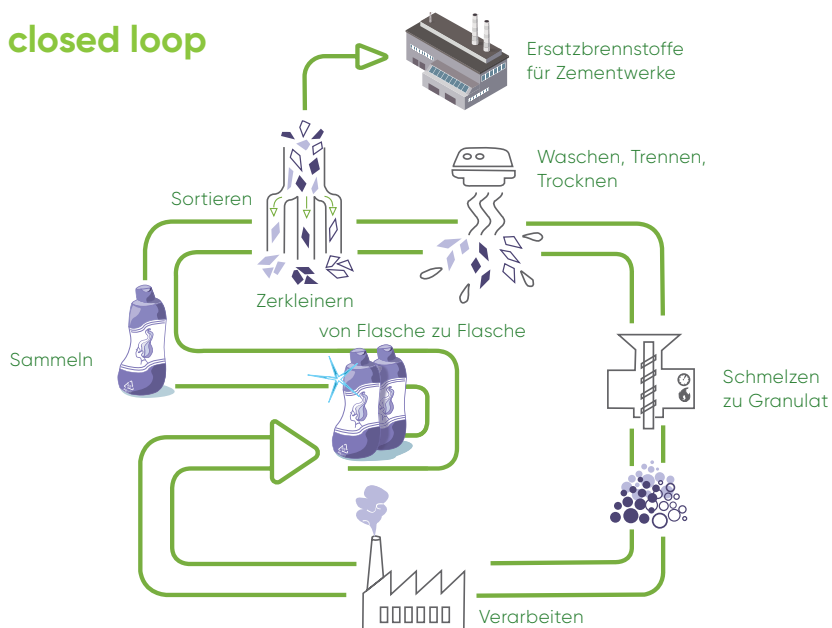 closed loop
Ersatzbrennstoffe
für Zementwerke
Waschen, Trennen,
Trocknen
Sortieren
Zerkleinern
von Flasche zu Flasche
Sammeln
Schmelzen
zu Granulat
Verarbeiten